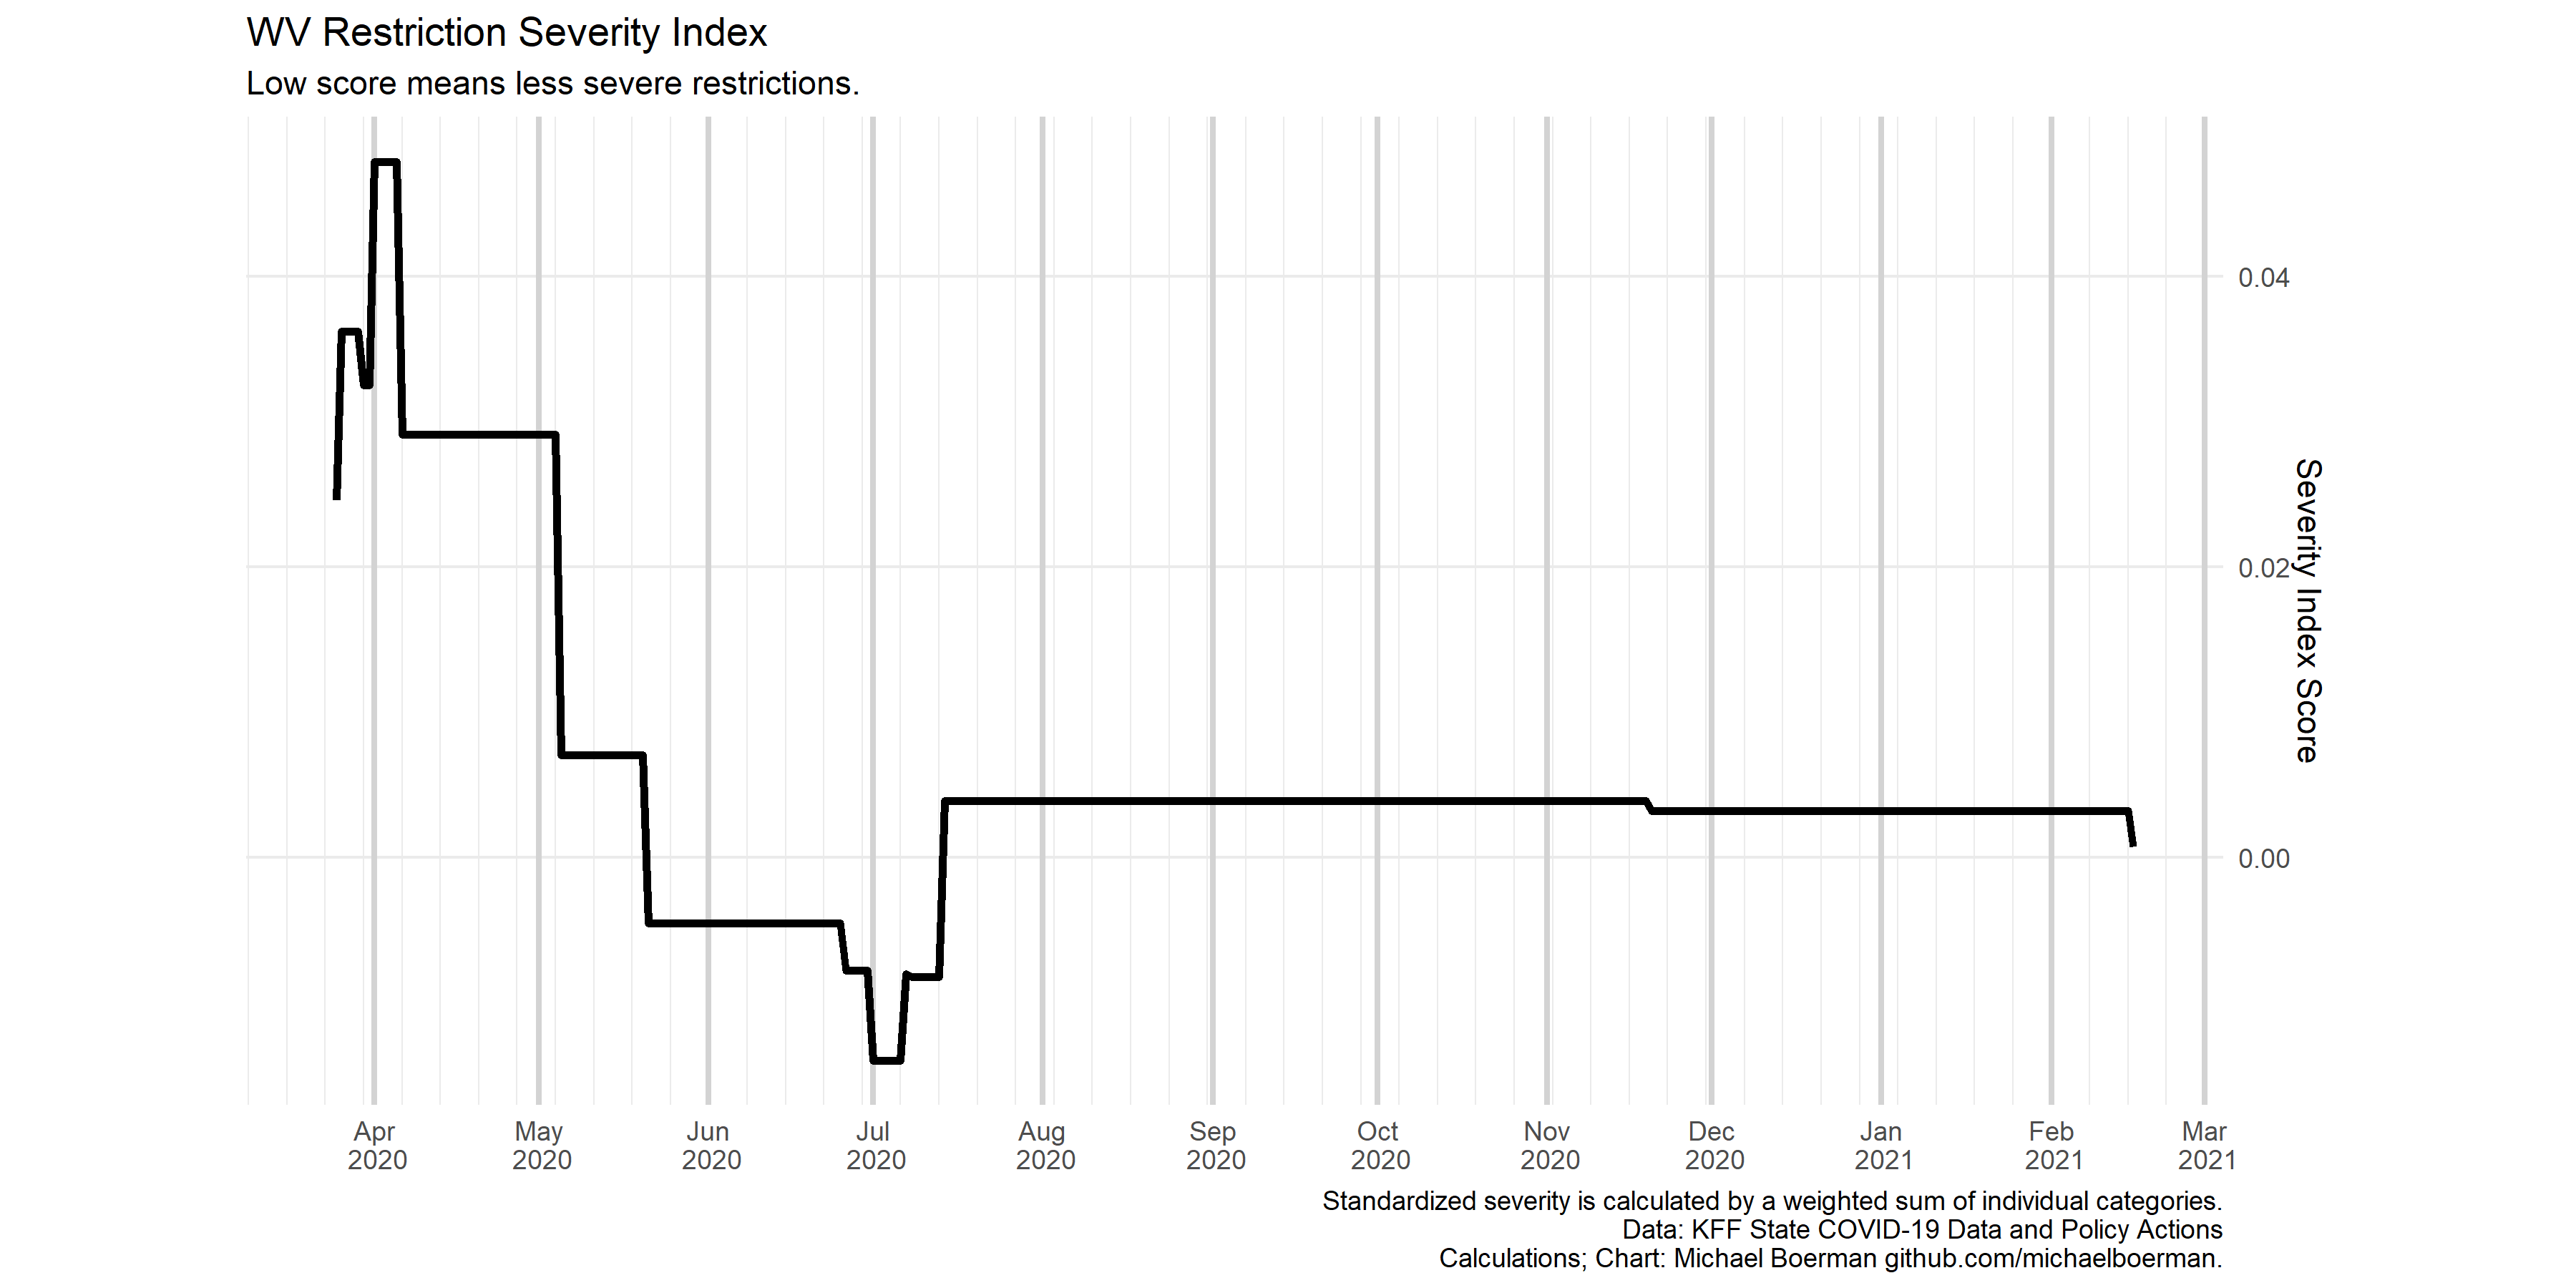 WV Restriction Severity Index
Low score means less severe restrictions.
0.04
0.02
0.00
Severity Index Score
Apr
2020
May
2020
Jun
2020
Jul
2020
Aug
2020
Sep
2020
Oct
2020
Nov
2020
Dec
2020
Jan
2021
Feb
2021
Mar
2021
Standardized severity is calculated by a weighted sum of individual categories.
Data: KFF State COVID-19 Data and Policy Actions
Calculations; Chart: Michael Boerman github.com/michaelboerman.